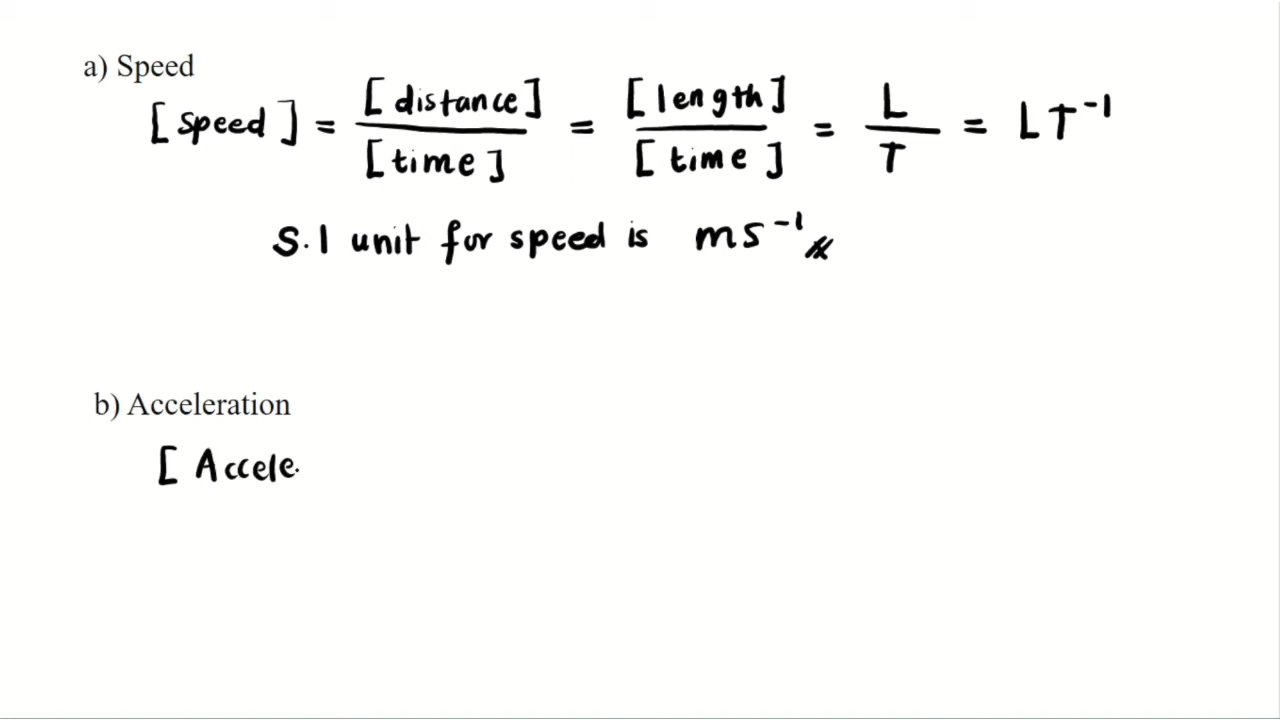 a) Speed
[speed] = [distance] / [time] = [length] / [time] = L / T = LT⁻¹
S.I unit for speed is ms⁻¹
b) Acceleration
[Accele